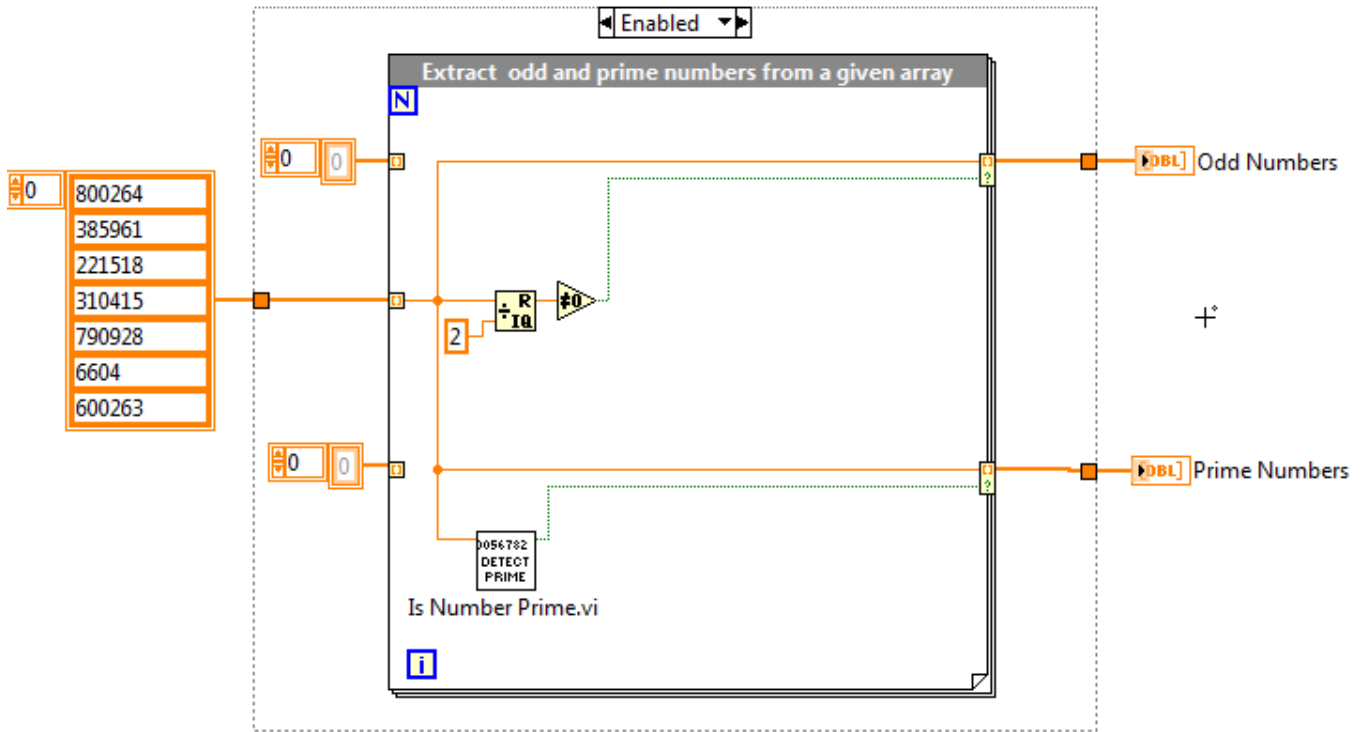 Enabled
Extract odd and prime numbers from a given array
N
0 0
Odd Numbers
DBL]
0
800264
385961
221518
310415
790928
6604
600263
R
IQ
≠0
2
0 0
?
DBL]
Prime Numbers
?
0056782
DETECT
PRIME
Is Number Prime.vi
i